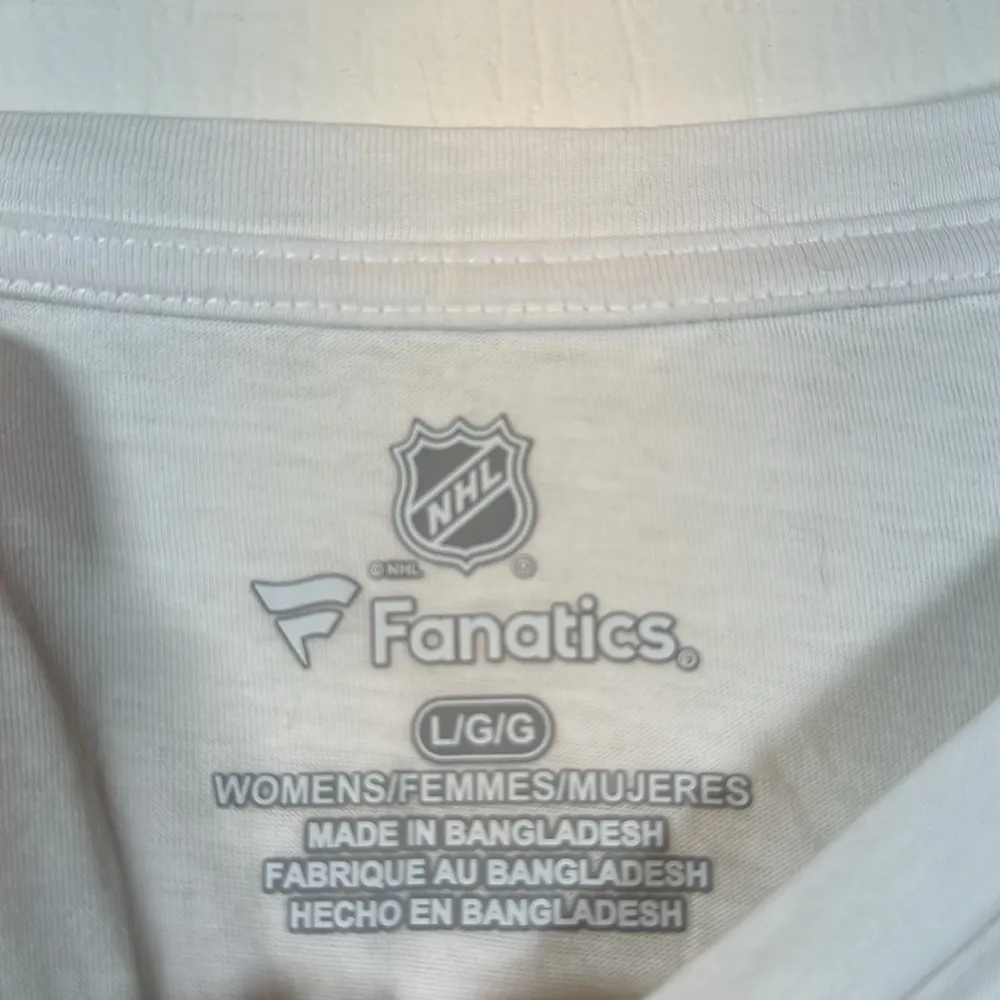 NHL
© NHL ®
Fanatics®
L/G/G
WOMENS/FEMMES/MUJERES
MADE IN BANGLADESH
FABRIQUE AU BANGLADESH
HECHO EN BANGLADESH